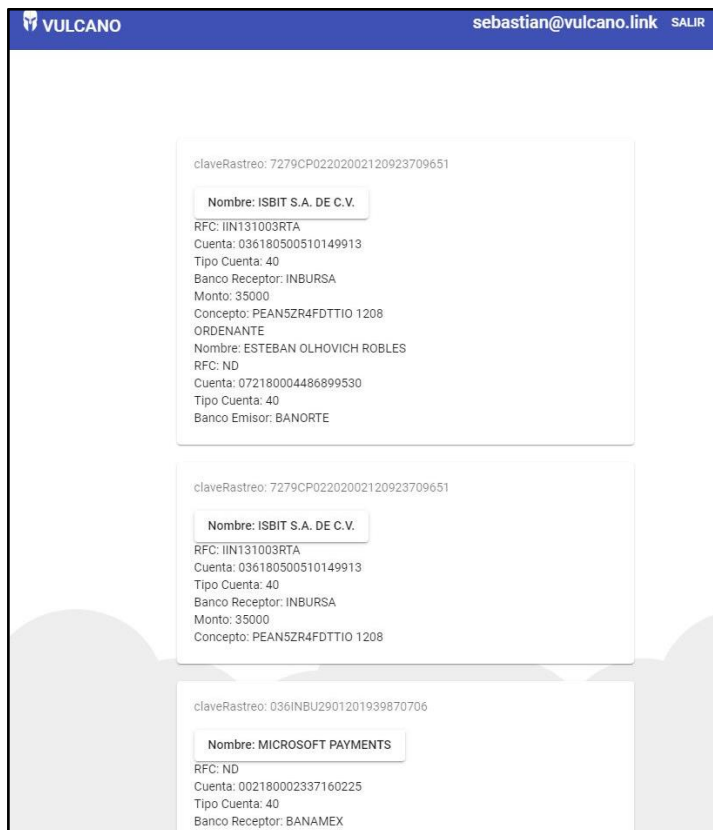 VULCANO
sebastian@vulcano.link SALIR
claveRastreo: 7279CP02202002120923709651
Nombre: ISBIT S.A. DE C.V.
RFC: IIN131003RTA
Cuenta: 036180500510149913
Tipo Cuenta: 40
Banco Receptor: INBURSA
Monto: 35000
Concepto: PEAN5ZR4FDTTIO 1208
ORDENANTE
Nombre: ESTEBAN OLHOVICH ROBLES
RFC: ND
Cuenta: 072180004486899530
Tipo Cuenta: 40
Banco Emisor: BANORTE
claveRastreo: 7279CP02202002120923709651
Nombre: ISBIT S.A. DE C.V.
RFC: IIN131003RTA
Cuenta: 036180500510149913
Tipo Cuenta: 40
Banco Receptor: INBURSA
Monto: 35000
Concepto: PEAN5ZR4FDTTIO 1208
claveRastreo: 036INBU2901201939870706
Nombre: MICROSOFT PAYMENTS
RFC: ND
Cuenta: 002180002337160225
Tipo Cuenta: 40
Banco Receptor: BANAMEX